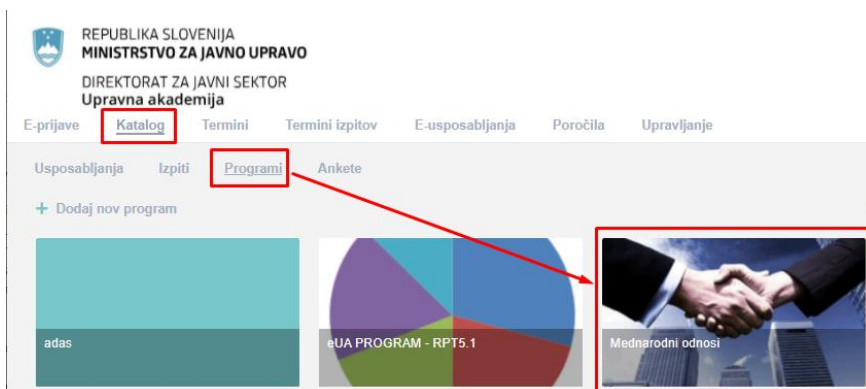 REPUBLIKA SLOVENIJA
MINISTRSTVO ZA JAVNO UPRAVO
DIREKTORAT ZA JAVNI SEKTOR
Upravna akademija
E-prijave Katalog Termini Termini izpitov E-usposabljanja Poročila Upravljanje
Usposabljanja Izpiti Programi Ankete
+ Dodaj nov program
adas eUA PROGRAM - RPT5.1 Mednarodni odnosi